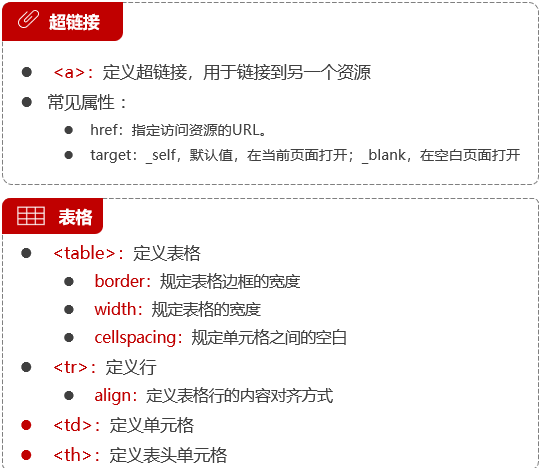 超链接
<a>：定义超链接，用于链接到另一个资源
常见属性：
href：指定访问资源的URL。
target：_self，默认值，在当前页面打开；_blank，在空白页面打开
表格
<table>：定义表格
border：规定表格边框的宽度
width：规定表格的宽度
cellspacing：规定单元格之间的空白
<tr>：定义行
align：定义表格行的内容对齐方式
<td>：定义单元格
<th>：定义表头单元格